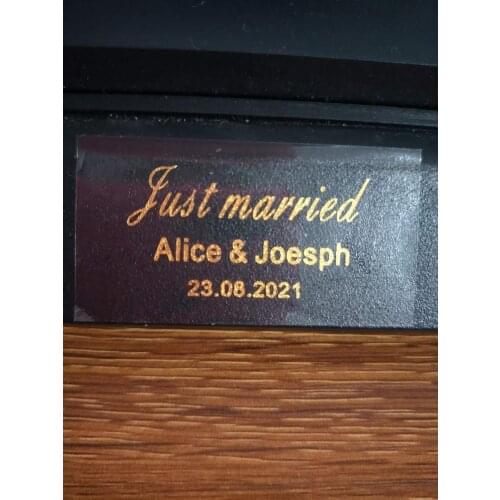 Just married
Alice & Joesph
23.08.2021